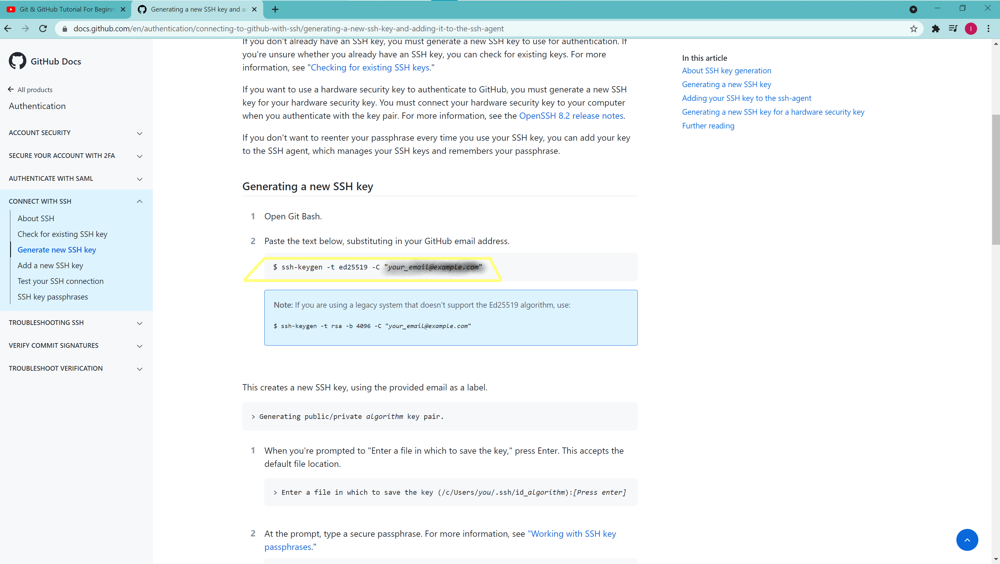 Git & GitHub Tutorial For Beginn
Generating a new SSH key and a
docs.github.com/en/authentication/connecting-to-github-with-ssh/generating-a-new-ssh-key-and-adding-it-to-the-ssh-agent
I
GitHub Docs
All products
Authentication
ACCOUNT SECURITY
SECURE YOUR ACCOUNT WITH 2FA
AUTHENTICATE WITH SAML
CONNECT WITH SSH
About SSH
Check for existing SSH key
Generate new SSH key
Add a new SSH key
Test your SSH connection
SSH key passphrases
TROUBLESHOOTING SSH
VERIFY COMMIT SIGNATURES
TROUBLESHOOT VERIFICATION
If you don't already have an SSH key, you must generate a new SSH key to use for authentication. If
you're unsure whether you already have an SSH key, you can check for existing keys. For more
information, see "Checking for existing SSH keys."
If you want to use a hardware security key to authenticate to GitHub, you must generate a new SSH
key for your hardware security key. You must connect your hardware security key to your computer
when you authenticate with the key pair. For more information, see the OpenSSH 8.2 release notes.
If you don't want to reenter your passphrase every time you use your SSH key, you can add your key
to the SSH agent, which manages your SSH keys and remembers your passphrase.
Generating a new SSH key
1 Open Git Bash.
2 Paste the text below, substituting in your GitHub email address.
$ ssh-keygen -t ed25519 -C "your_email@example.com"
Note: If you are using a legacy system that doesn't support the Ed25519 algorithm, use:
$ ssh-keygen -t rsa -b 4096 -C "your_email@example.com"
This creates a new SSH key, using the provided email as a label.
> Generating public/private algorithm key pair.
1 When you're prompted to "Enter a file in which to save the key," press Enter. This accepts the
default file location.
> Enter a file in which to save the key (/c/Users/you/.ssh/id_algorithm):[Press enter]
2 At the prompt, type a secure passphrase. For more information, see "Working with SSH key
passphrases."
In this article
About SSH key generation
Generating a new SSH key
Adding your SSH key to the ssh-agent
Generating a new SSH key for a hardware security key
Further reading